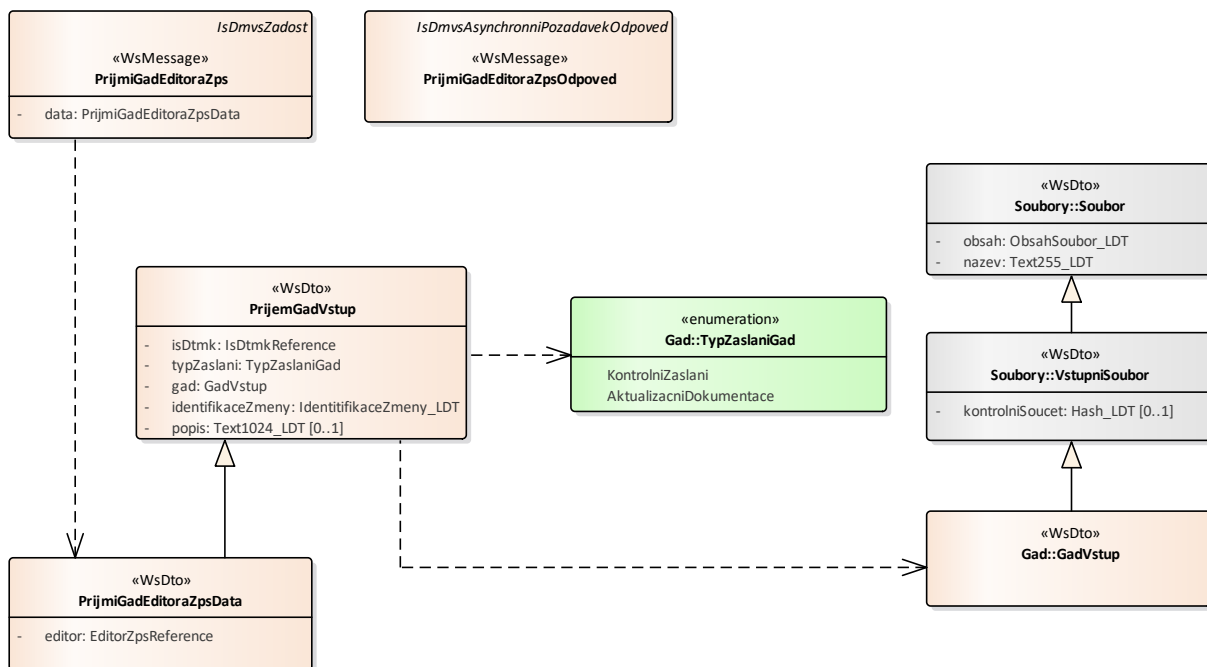 IsDmvsZadost
«WsMessage»
PrijmiGadEditoraZps
- data: PrijmiGadEditoraZpsData
IsDmvsAsynchronniPozadavekOdpoved
«WsMessage»
PrijmiGadEditoraZpsOdpoved
«WsDto»
Soubory::Soubor
- obsah: ObsahSoubor_LDT
- nazev: Text255_LDT
«WsDto»
PrijemGadVstup
- isDtmk: IsDtmkReference
- typZaslani: TypZaslaniGad
- gad: GadVstup
- identifikaceZmeny: IdentitifikaceZmeny_LDT
- popis: Text1024_LDT [0..1]
«enumeration»
Gad::TypZaslaniGad
KontrolniZaslani
AktualizacniDokumentace
«WsDto»
Soubory::VstupniSoubor
- kontrolniSoucet: Hash_LDT [0..1]
«WsDto»
Gad::GadVstup
«WsDto»
PrijmiGadEditoraZpsData
- editor: EditorZpsReference